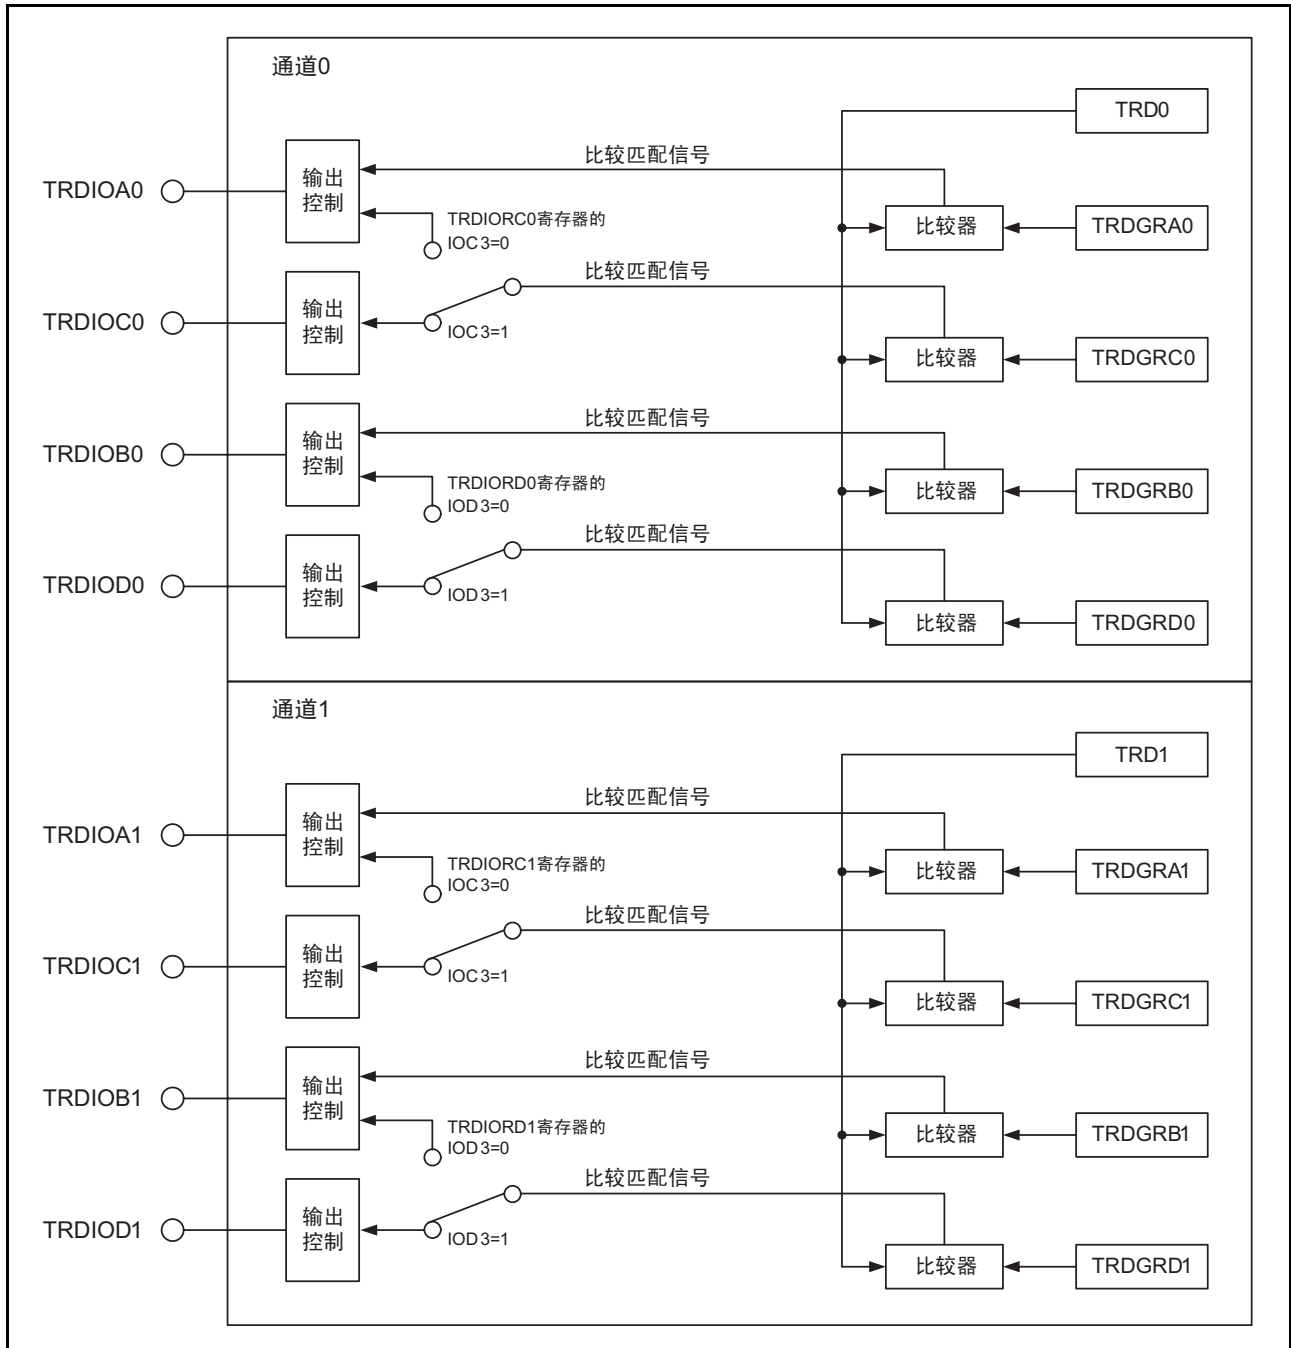 通道0
TRD0
比较匹配信号
输出
控制
TRDIOA0
TRDIORC0寄存器的
IOC3=0
比较器
TRDGRA0
比较匹配信号
输出
控制
TRDIOC0
IOC3=1
比较器
TRDGRC0
比较匹配信号
输出
控制
TRDIOB0
TRDIORD0寄存器的
IOD3=0
比较器
TRDGRB0
比较匹配信号
输出
控制
TRDIOD0
IOD3=1
比较器
TRDGRD0
通道1
TRD1
比较匹配信号
输出
控制
TRDIOA1
TRDIORC1寄存器的
IOC3=0
比较器
TRDGRA1
比较匹配信号
输出
控制
TRDIOC1
IOC3=1
比较器
TRDGRC1
比较匹配信号
输出
控制
TRDIOB1
TRDIORD1寄存器的
IOD3=0
比较器
TRDGRB1
比较匹配信号
输出
控制
TRDIOD1
IOD3=1
比较器
TRDGRD1